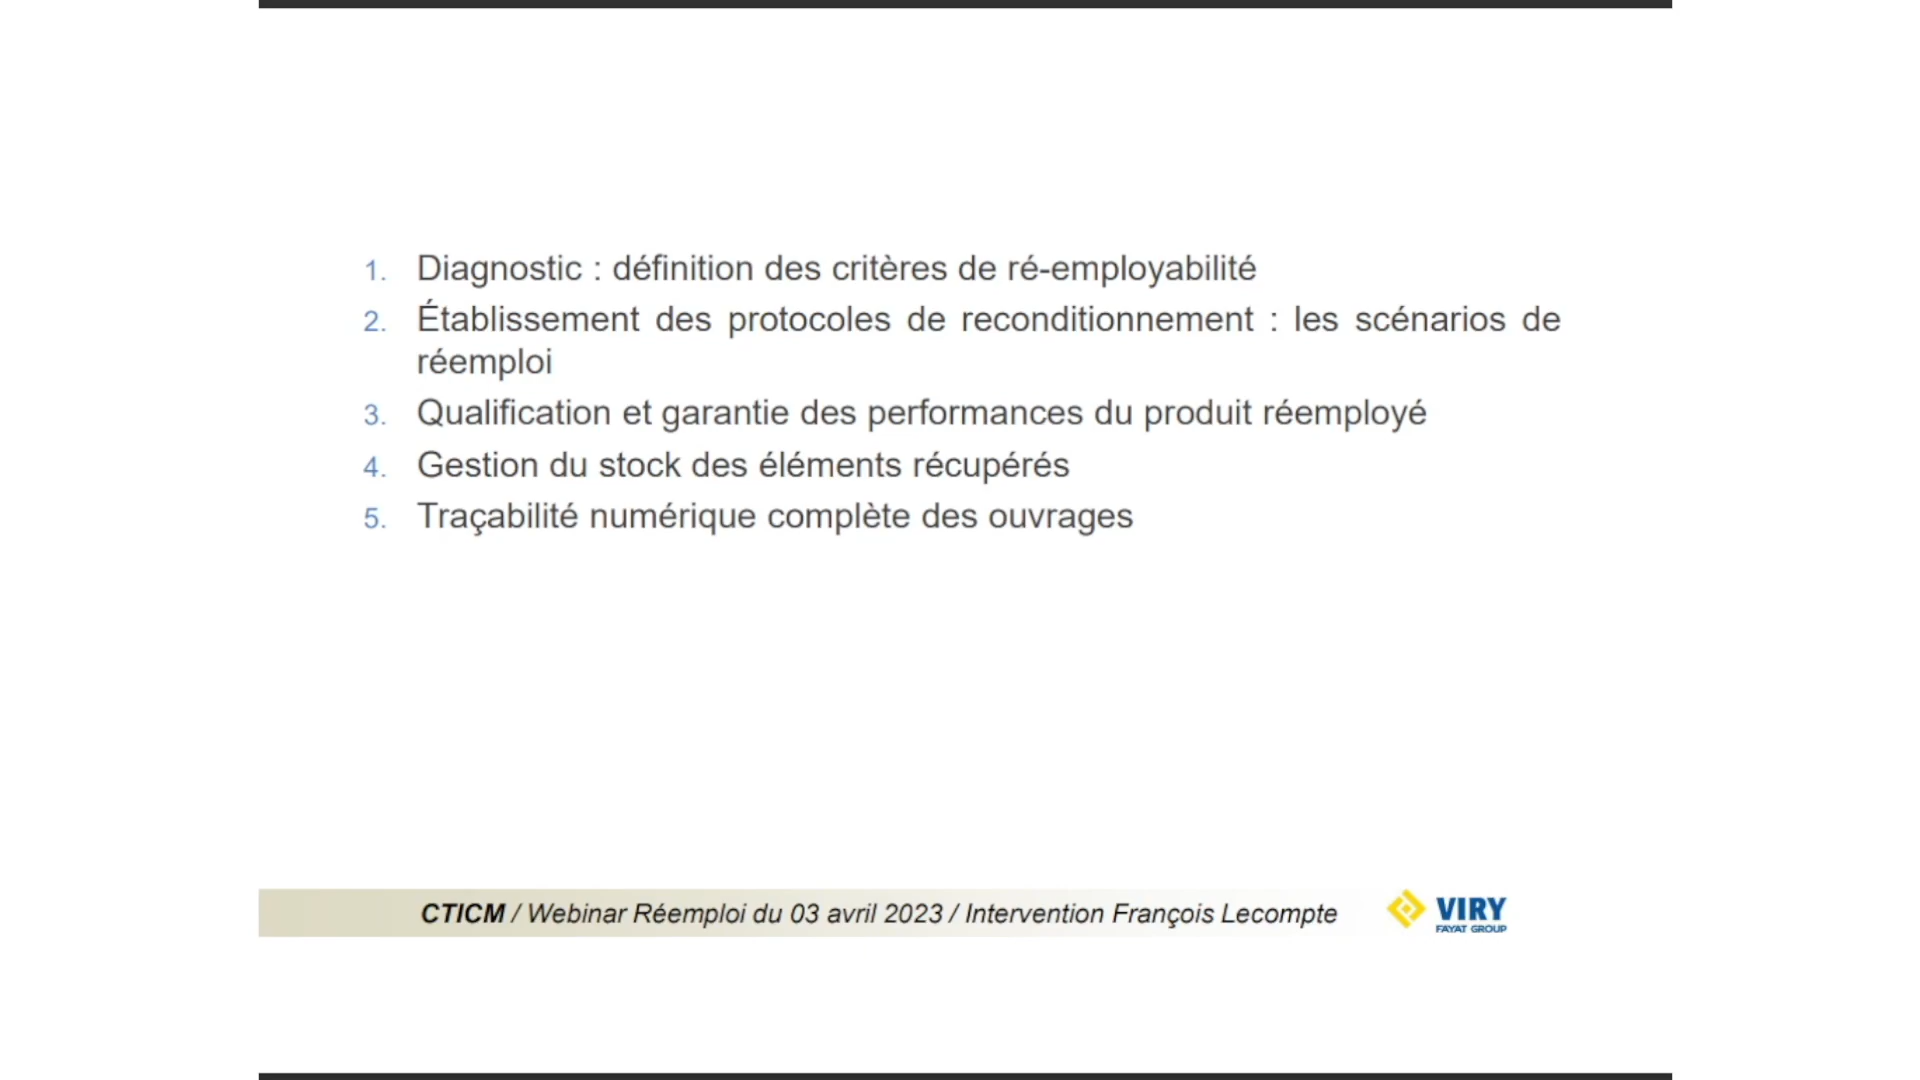 1. Diagnostic : définition des critères de ré-employabilité
2. Établissement des protocoles de reconditionnement : les scénarios de
réemploi
3. Qualification et garantie des performances du produit réemployé
4. Gestion du stock des éléments récupérés
5. Traçabilité numérique complète des ouvrages
CTICM / Webinar Réemploi du 03 avril 2023 / Intervention François Lecompte
VIRY
FAYAT GROUP